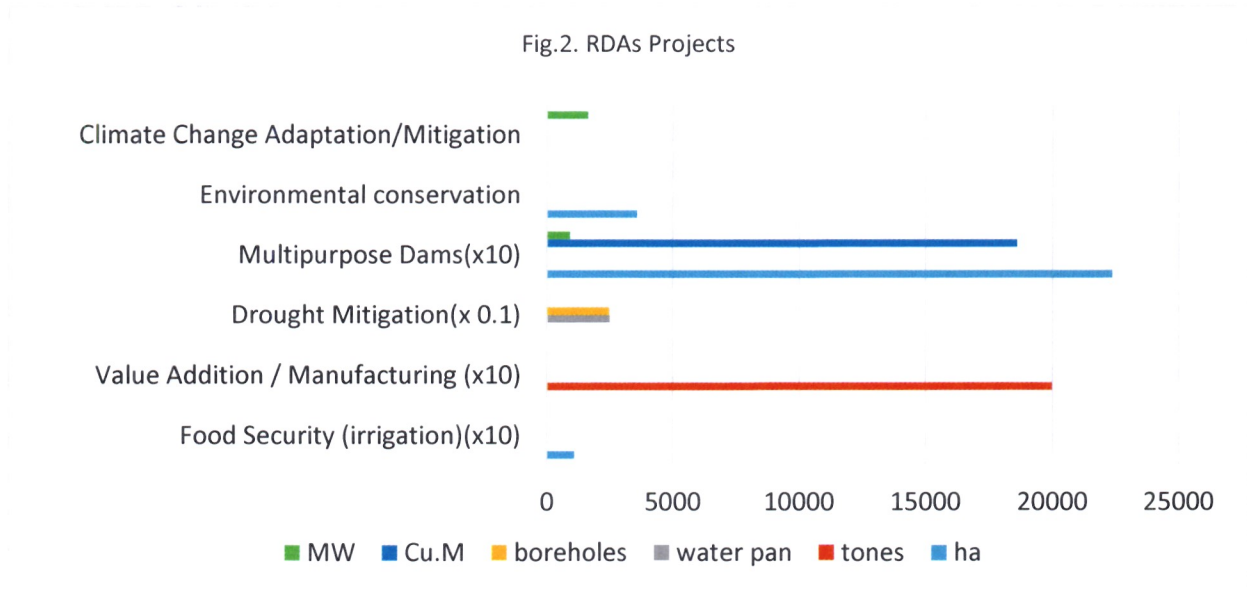 Fig.2. RDAs Projects
Climate Change Adaptation/Mitigation
Environmental conservation
Multipurpose Dams(x10)
Drought Mitigation(x 0.1)
Value Addition / Manufacturing (x10)
Food Security (irrigation)(x10)
0 5000 10000 15000 20000 25000
MW Cu.M boreholes water pan tones ha